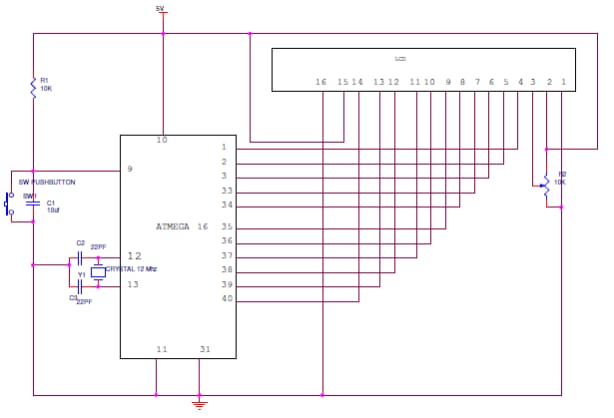 5V
LCD
16 15 14 13 12 11 10 9 8 7 6 5 4 3 2 1
R1
10K
10
1
9
2
3
33
34
SW PUSHBUTTON
SW1
C1
10uf
R2
10K
ATMEGA 16
35
36
37
38
39
40
C2
22PF
12
Y1
CRYSTAL 12 Mhz
13
C3
22PF
11
31